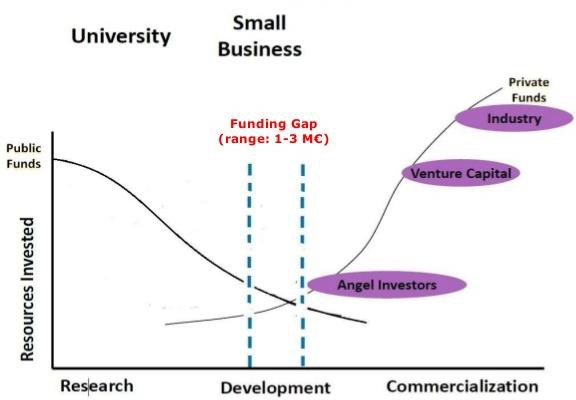 University
Small
Business
Private
Funds
Industry
Funding Gap
(range: 1-3 M€)
Public
Funds
Venture Capital
Angel Investors
Resources Invested
Research
Development
Commercialization